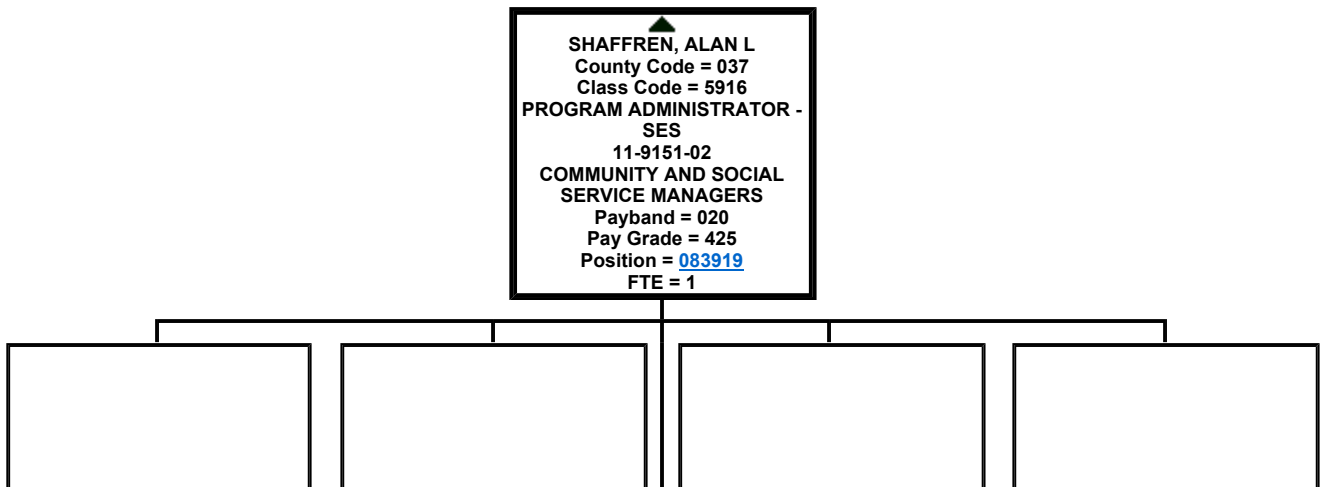 SHAFFREN, ALAN L
County Code = 037
Class Code = 5916
PROGRAM ADMINISTRATOR -
SES
11-9151-02
COMMUNITY AND SOCIAL
SERVICE MANAGERS
Payband = 020
Pay Grade = 425
Position = 083919
FTE = 1